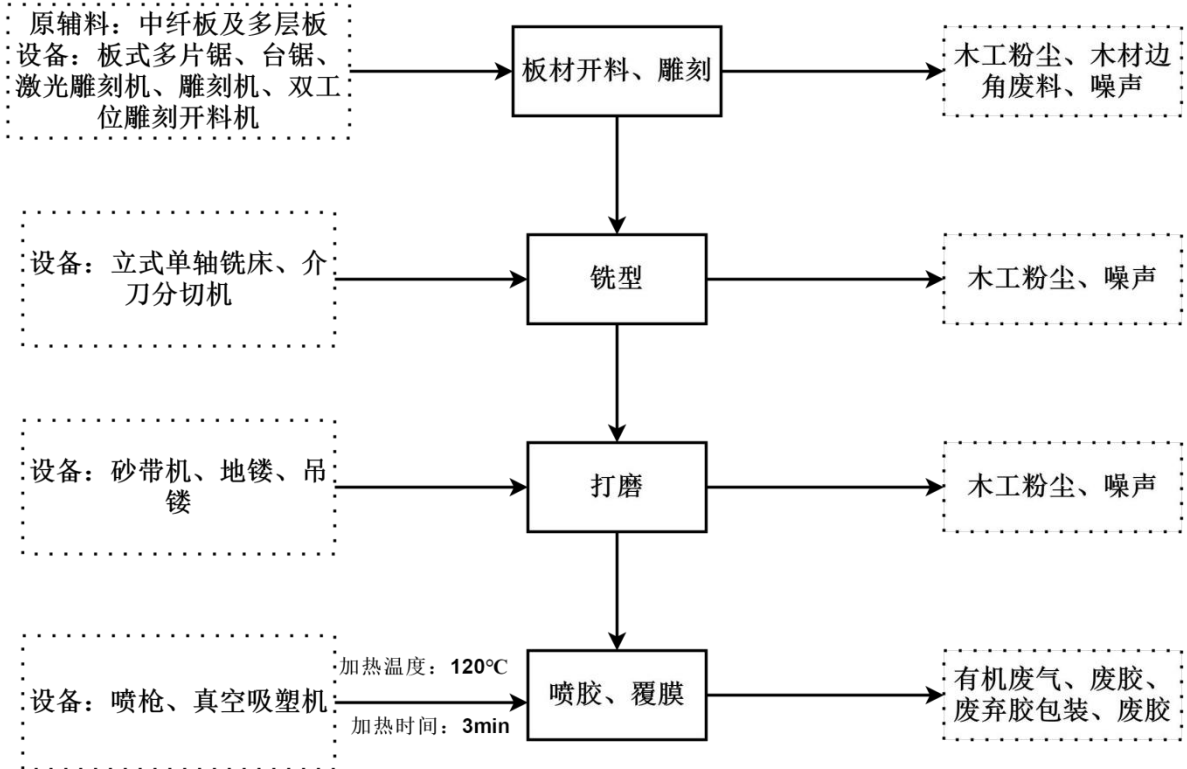 原辅料：中纤板及多层板
设备：板式多片锯、台锯、
激光雕刻机、雕刻机、双工
位雕刻开料机
板材开料、雕刻
木工粉尘、木材边
角废料、噪声
设备：立式单轴铣床、介
刀分切机
铣型
木工粉尘、噪声
设备：砂带机、地镂、吊
镂
打磨
木工粉尘、噪声
设备：喷枪、真空吸塑机
加热温度：120℃
加热时间：3min
喷胶、覆膜
有机废气、废胶、
废弃胶包装、废胶